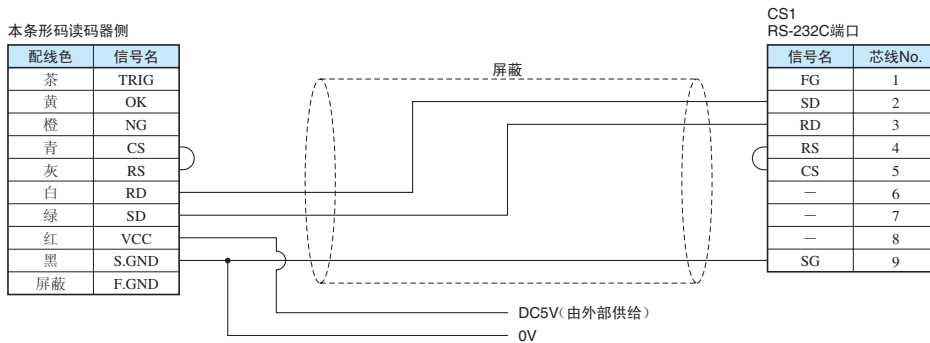 本条形码读码器侧
配线色 信号名
茶 TRIG
黄 OK
橙 NG
青 CS
灰 RS
白 RD
绿 SD
红 VCC
黑 S.GND
屏蔽 F.GND
屏蔽
CS1
RS-232C端口
信号名 芯线No.
FG 1
SD 2
RD 3
RS 4
CS 5
— 6
— 7
— 8
SG 9
DC5V（由外部供给）
0V